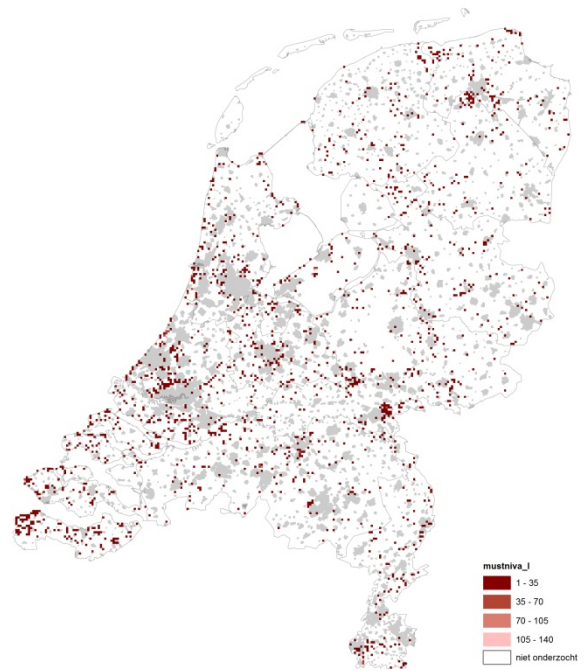 mustniva_l
1 - 35
35 - 70
70 - 105
105 - 140
niet onderzocht